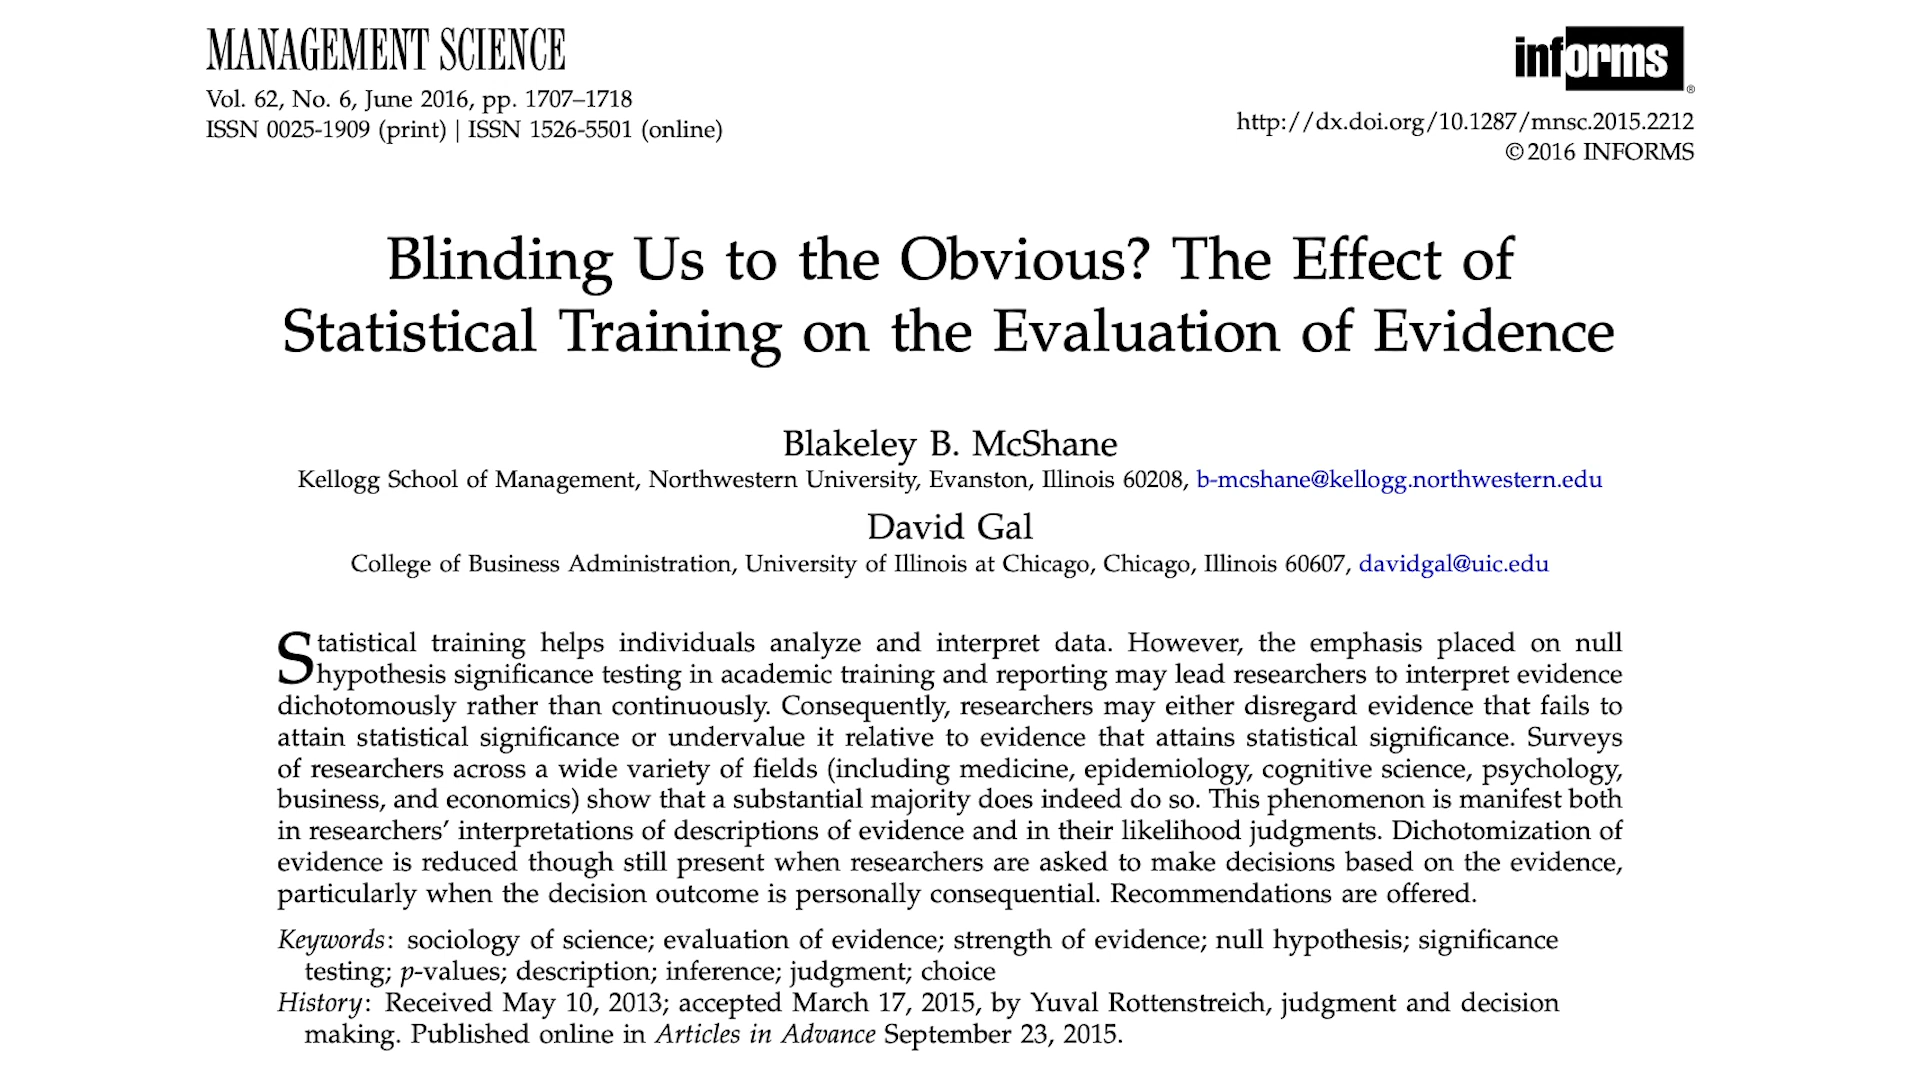 MANAGEMENT SCIENCE
Vol. 62, No. 6, June 2016, pp. 1707–1718
ISSN 0025-1909 (print) | ISSN 1526-5501 (online)
informs®
http://dx.doi.org/10.1287/mnsc.2015.2212
© 2016 INFORMS
Blinding Us to the Obvious? The Effect of
Statistical Training on the Evaluation of Evidence
Blakeley B. McShane
Kellogg School of Management, Northwestern University, Evanston, Illinois 60208, b-mcshane@kellogg.northwestern.edu
David Gal
College of Business Administration, University of Illinois at Chicago, Chicago, Illinois 60607, davidgal@uic.edu
Statistical training helps individuals analyze and interpret data. However, the emphasis placed on null
hypothesis significance testing in academic training and reporting may lead researchers to interpret evidence
dichotomously rather than continuously. Consequently, researchers may either disregard evidence that fails to
attain statistical significance or undervalue it relative to evidence that attains statistical significance. Surveys
of researchers across a wide variety of fields (including medicine, epidemiology, cognitive science, psychology,
business, and economics) show that a substantial majority does indeed do so. This phenomenon is manifest both
in researchers' interpretations of descriptions of evidence and in their likelihood judgments. Dichotomization of
evidence is reduced though still present when researchers are asked to make decisions based on the evidence,
particularly when the decision outcome is personally consequential. Recommendations are offered.
Keywords: sociology of science; evaluation of evidence; strength of evidence; null hypothesis; significance
testing; p-values; description; inference; judgment; choice
History: Received May 10, 2013; accepted March 17, 2015, by Yuval Rottenstreich, judgment and decision
making. Published online in Articles in Advance September 23, 2015.